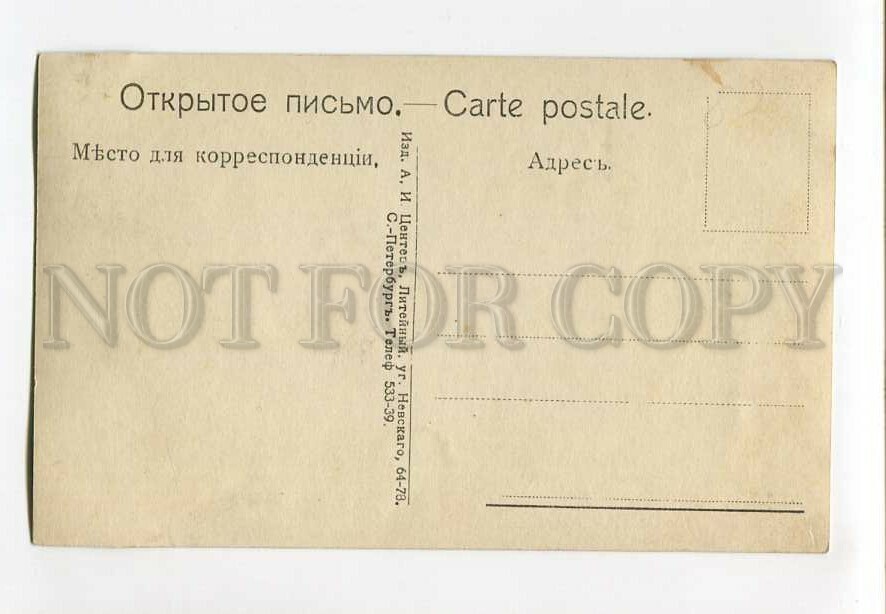 Открытое письмо.—Carte postale.
Мѣсто для корреспонденціи,
Адресъ.
Изд. А. И Центеръ, Литейный, уг. Невскаго, 64-78.
С.-Петербургъ. Телеф 533-39.
NOT FOR COPY